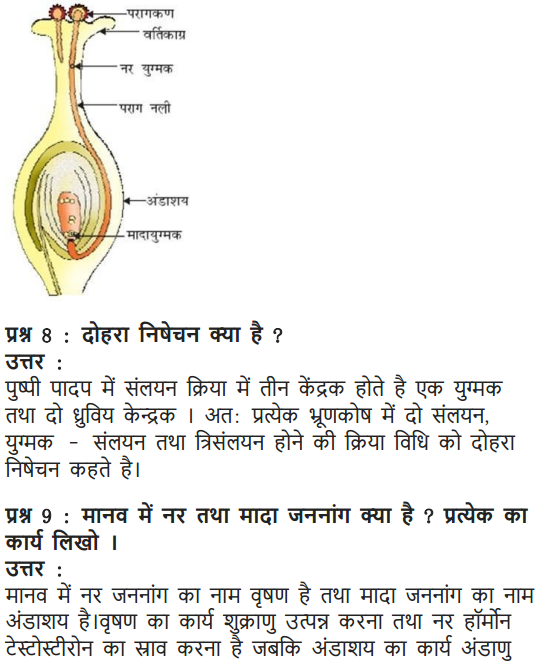 परागकण
वर्तिकाग्र
नर युग्मक
पराग नली
अंडाशय
मादायुग्मक
प्रश्न 8 : दोहरा निषेचन क्या है ?
उत्तर :
पुष्पी पादप में संलयन क्रिया में तीन केंद्रक होते है एक युग्मक
तथा दो ध्रुविय केन्द्रक । अत: प्रत्येक भ्रूणकोष में दो संलयन,
युग्मक - संलयन तथा त्रिसंलयन होने की क्रिया विधि को दोहरा
निषेचन कहते है।
प्रश्न 9 : मानव में नर तथा मादा जननांग क्या है ? प्रत्येक का
कार्य लिखो ।
उत्तर :
मानव में नर जननांग का नाम वृषण है तथा मादा जननांग का नाम
अंडाशय है।वृषण का कार्य शुक्राणु उत्पन्न करना तथा नर हॉर्मोन
टेस्टोस्टीरोन का स्राव करना है जबकि अंडाशय का कार्य अंडाणु